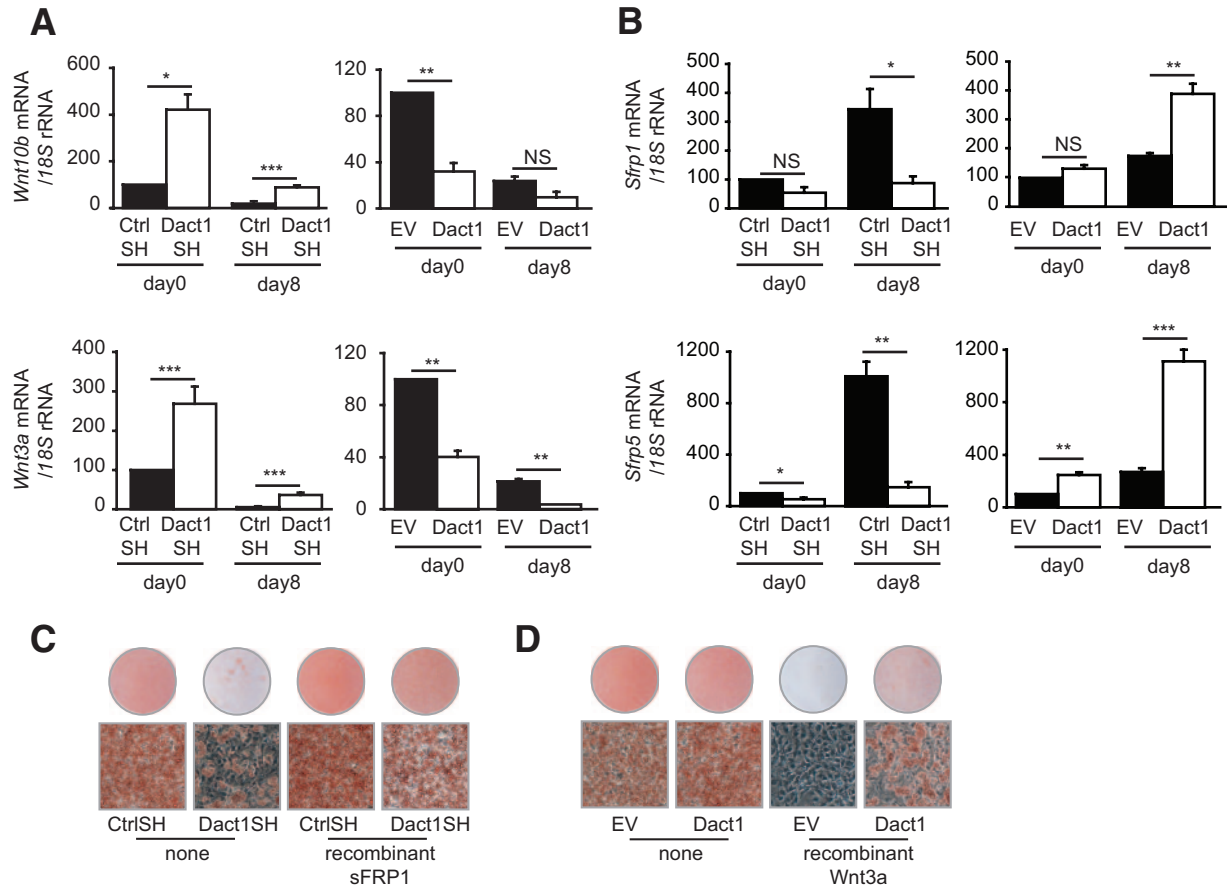 A
B
Wnt10b mRNA
/18S rRNA
600
400
200
0
*
***
Ctrl Dact1 Ctrl Dact1
SH SH SH SH
day0 day8
120
80
40
0
**
NS
EV Dact1 EV Dact1
day0 day8
Sfrp1 mRNA
/18S rRNA
500
400
300
200
100
0
NS
*
Ctrl Dact1 Ctrl Dact1
SH SH SH SH
day0 day8
500
400
300
200
100
0
NS
**
EV Dact1 EV Dact1
day0 day8
Wnt3a mRNA
/18S rRNA
400
300
200
100
0
***
***
Ctrl Dact1 Ctrl Dact1
SH SH SH SH
day0 day8
120
80
40
0
**
**
EV Dact1 EV Dact1
day0 day8
Sfrp5 mRNA
/18S rRNA
1200
800
400
0
*
**
Ctrl Dact1 Ctrl Dact1
SH SH SH SH
day0 day8
1200
800
400
0
**
***
EV Dact1 EV Dact1
day0 day8
C
CtrlSH Dact1SH CtrlSH Dact1SH
none recombinant
sFRP1
D
EV Dact1 EV Dact1
none recombinant
Wnt3a